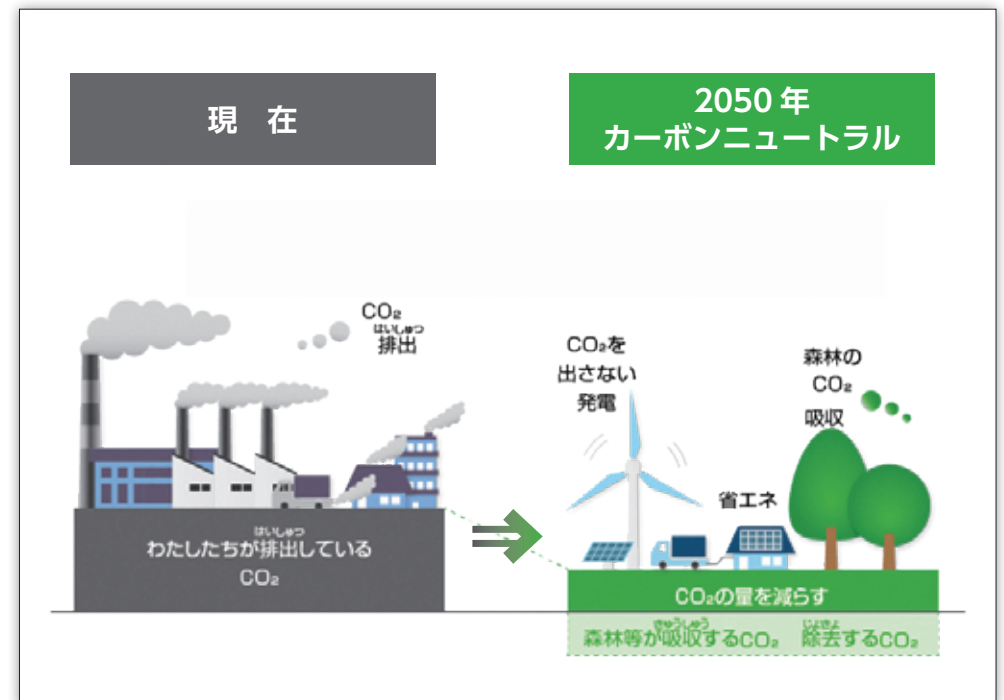 現 在
2050 年
カーボンニュートラル
CO₂
はいしゅつ
排出
CO₂を
出さない
発電
森林の
CO₂
吸収
省エネ
はいしゅつ
わたしたちが排出している
CO₂
CO₂の量を減らす
きゅうしゅう じょきょ
森林等が吸収するCO₂ 除去するCO₂